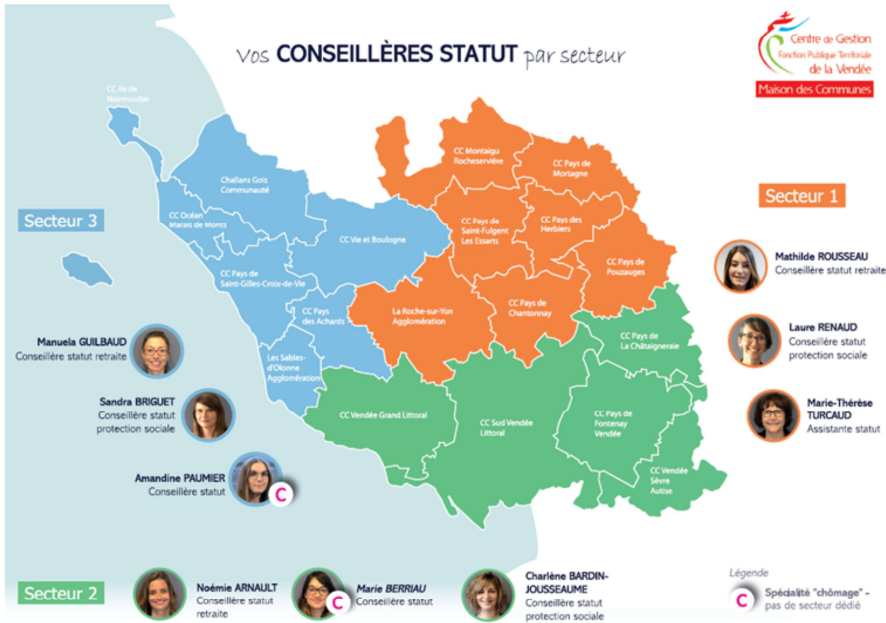 Vos CONSEILLÈRES STATUT par secteur
Centre de Gestion
Fonction Publique Territoriale
de la Vendée
Maison des Communes
CC Ile de
Noirmoutier
Challans Gois
Communauté
CC Océan
Marais de Monts
CC Vie et Boulogne
CC Pays de
Saint-Gilles-Croix-de-Vie
CC Pays
des Achards
Les Sables-
d'Olonne
Agglomération
CC Montaigu
Rocheservière
CC Pays de
Mortagne
CC Pays de
Saint-Fulgent
Les Essarts
CC Pays des
Herbiers
CC Pays de
Pouzauges
La Roche-sur-Yon
Agglomération
CC Pays de
Chantonnay
CC Pays de
La Châtaigneraie
CC Vendée Grand Littoral
CC Sud Vendée
Littoral
CC Pays de
Fontenay
Vendée
CC Vendée
Sèvre
Autise
Secteur 3
Manuela GUILBAUD
Conseillère statut retraite
Sandra BRIGUET
Conseillère statut
protection sociale
Amandine PAUMIER
Conseillère statut
C
Secteur 1
Mathilde ROUSSEAU
Conseillère statut retraite
Laure RENAUD
Conseillère statut
protection sociale
Marie-Thérèse
TURCAUD
Assistante statut
Secteur 2
Noémie ARNAULT
Conseillère statut
retraite
C
Marie BERRIAU
Conseillère statut
Charlène BARDIN-
JOUSSEAUME
Conseillère statut
protection sociale
Légende
C
Spécialité "chômage" -
pas de secteur dédié